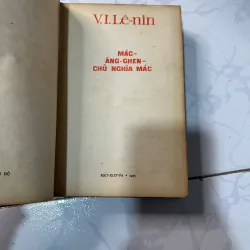 V.I.Lê-nin
MÁC-
ĂNG-GHEN-
CHỦ NGHĨA MÁC